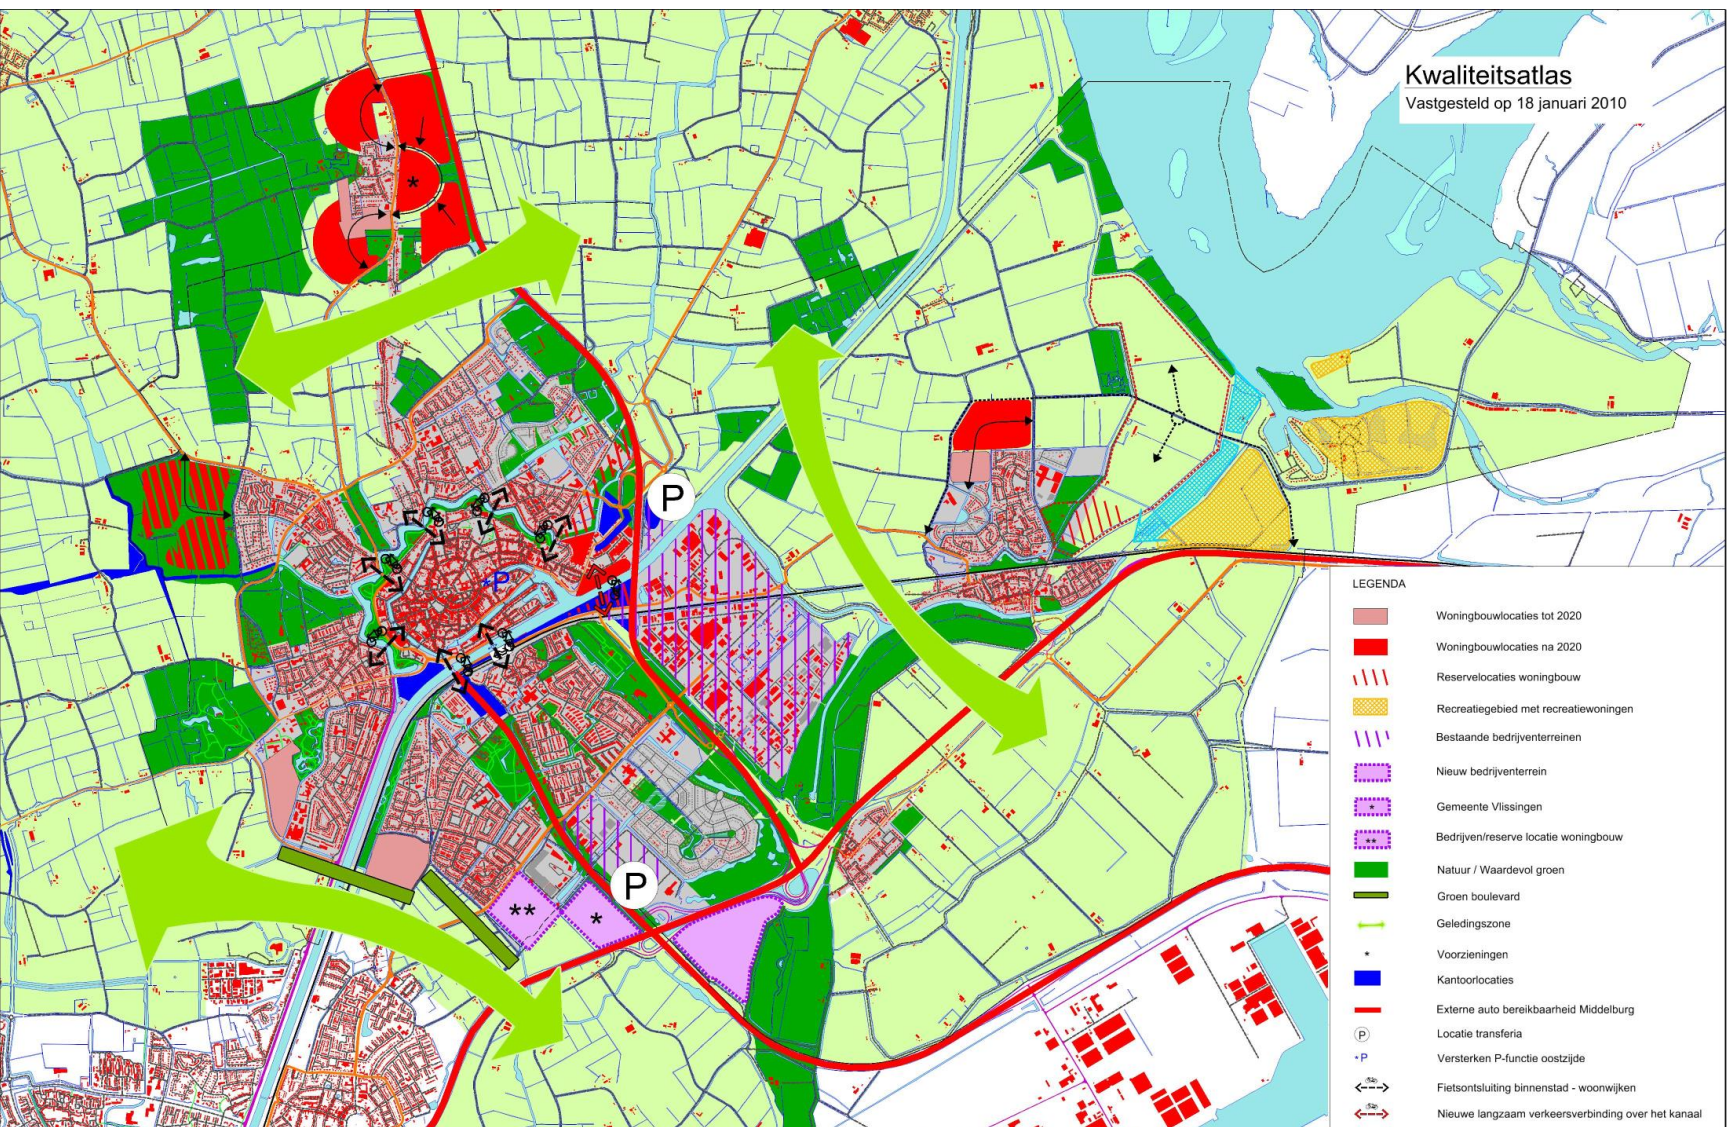 Kwaliteitsatlas
Vastgesteld op 18 januari 2010
P
*
*P
P
**
*
LEGENDA
Woningbouwlocaties tot 2020
Woningbouwlocaties na 2020
Reservelocaties woningbouw
Recreatiegebied met recreatiewoningen
Bestaande bedrijventerreinen
Nieuw bedrijventerrein
* Gemeente Vlissingen
** Bedrijven/reserve locatie woningbouw
Natuur / Waardevol groen
Groen boulevard
Geledingszone
* Voorzieningen
Kantoorlocaties
Externe auto bereikbaarheid Middelburg
P Locatie transferia
*P Versterken P-functie oostzijde
Fietsontsluiting binnenstad - woonwijken
Nieuwe langzaam verkeersverbinding over het kanaal